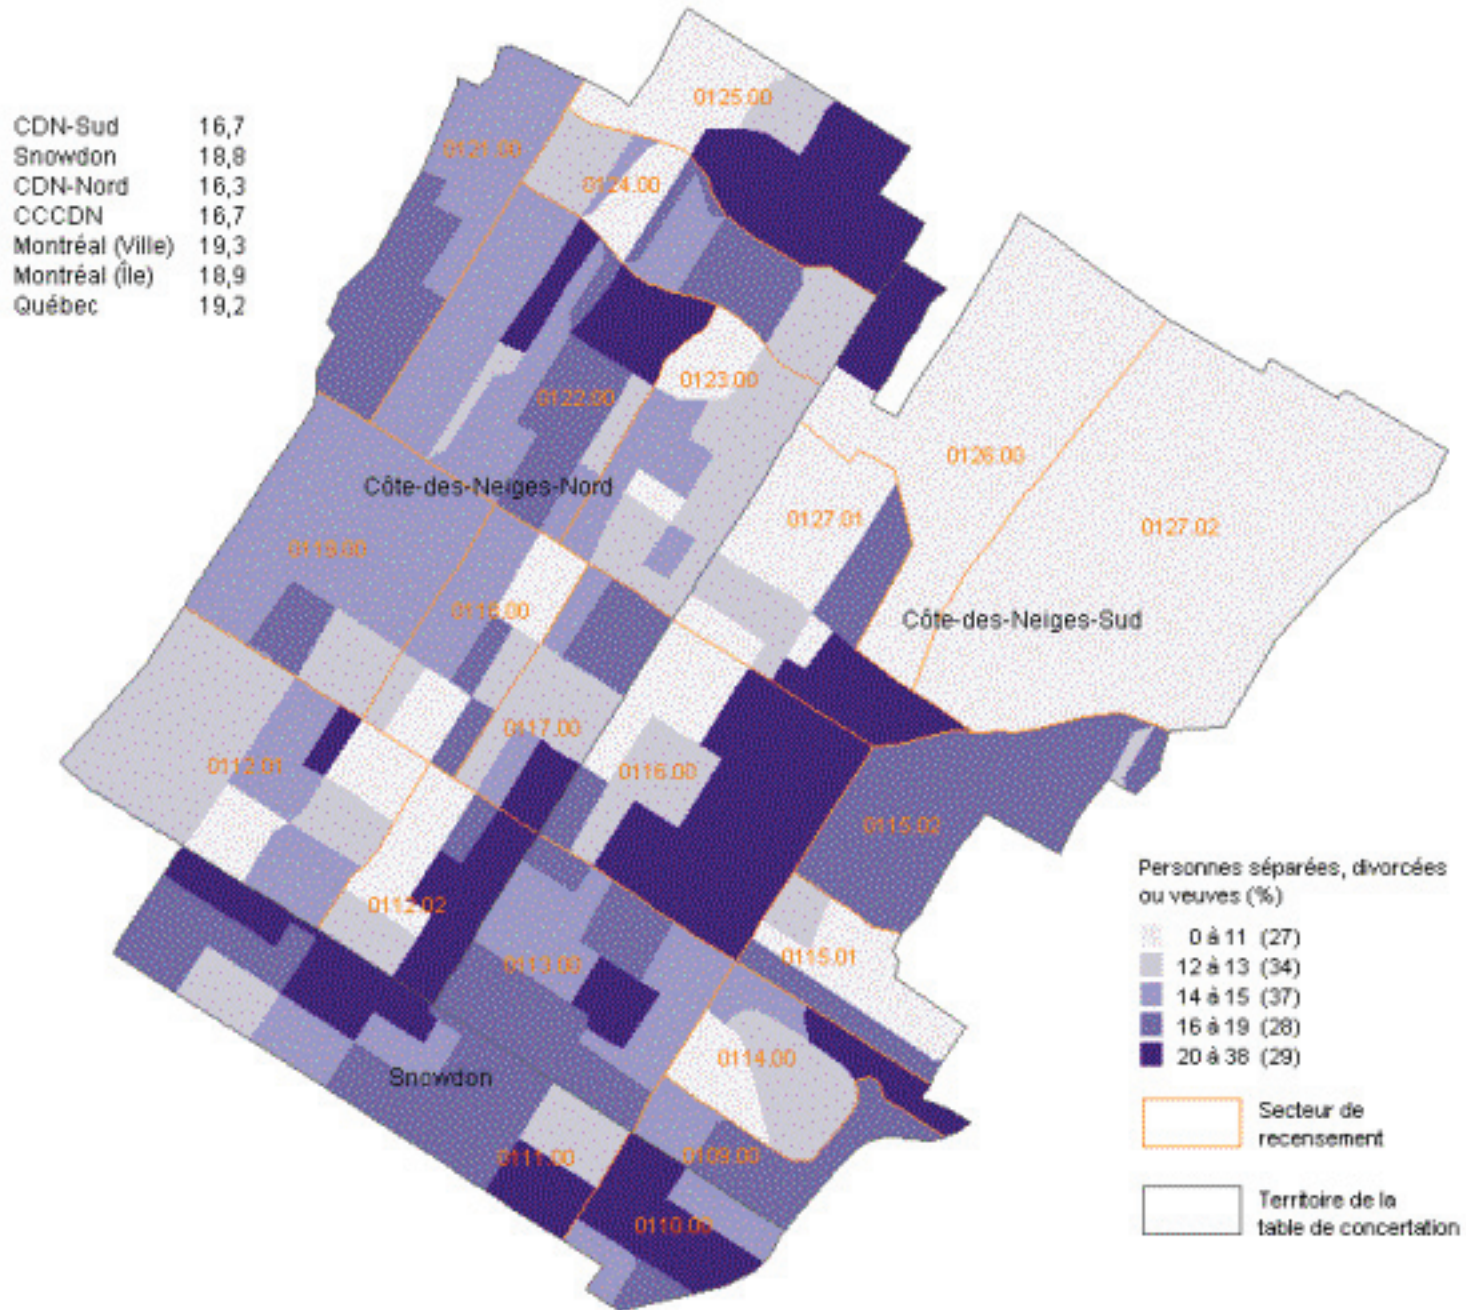 CDN-Sud 16,7
Snowdon 18,8
CDN-Nord 16,3
CCCDN 16,7
Montréal (Ville) 19,3
Montréal (Île) 18,9
Québec 19,2
0125.00
0121.00
0124.00
0123.00
0122.00
0126.00
Côte-des-Neiges-Nord
0127.01
0127.02
0119.00
0118.00
Côte-des-Neiges-Sud
0117.00
0112.01
0116.00
0115.02
0112.02
0113.00
0115.01
0114.00
Snowdon
0111.00
0109.00
0110.00
Personnes séparées, divorcées
ou veuves (%)
0 à 11 (27)
12 à 13 (34)
14 à 15 (37)
16 à 19 (28)
20 à 38 (29)
Secteur de
recensement
Territoire de la
table de concertation